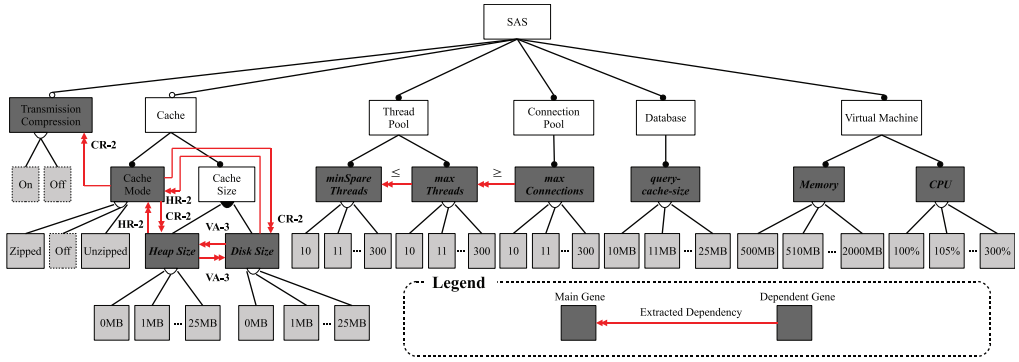 SAS
Transmission
Compression
Cache
Thread
Pool
Connection
Pool
Database
Virtual Machine
CR-2
On
Off
Cache
Mode
Cache
Size
HR-2
minSpare
Threads
≤
max
Threads
≥
max
Connections
query-
cache-size
Memory
CPU
HR-2
CR-2
VA-3
CR-2
Zipped
Off
Unzipped
Heap Size
Disk Size
VA-3
10
11
...
300
10
11
...
300
10
11
...
300
10MB
11MB
...
25MB
500MB
510MB
...
2000MB
100%
105%
...
300%
0MB
1MB
...
25MB
0MB
1MB
...
25MB
Legend
Main Gene
Dependent Gene
Extracted Dependency